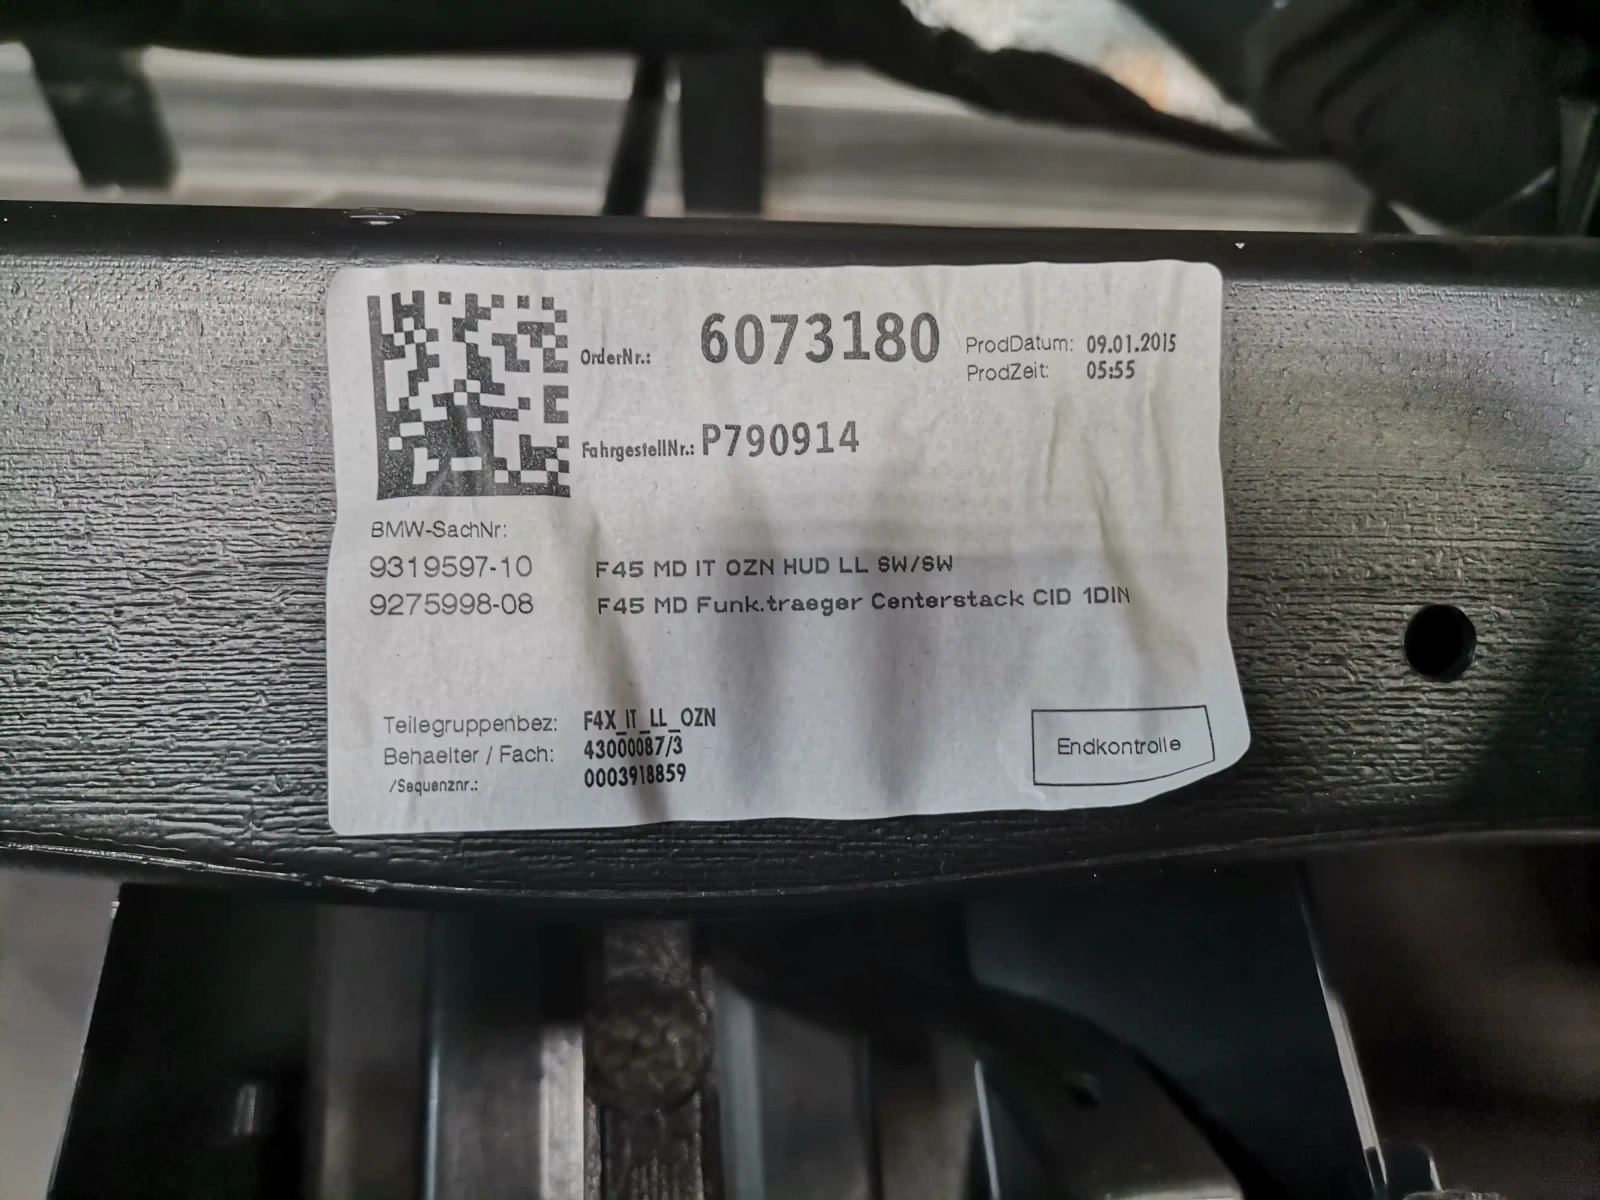 OrderNr.: 6073180
ProdDatum: 09.01.2015
ProdZeit: 05:55
FahrgestellNr.: P790914
BMW-SachNr:
9319597-10 F45 MD IT OZN HUD LL SW/SW
9275998-08 F45 MD Funk.traeger Centerstack CID 1DIN
Teilegruppenbez: F4X_IT_LL_OZN
Behaelter / Fach: 43000087/3
/Sequenznr.: 0003918859
Endkontrolle